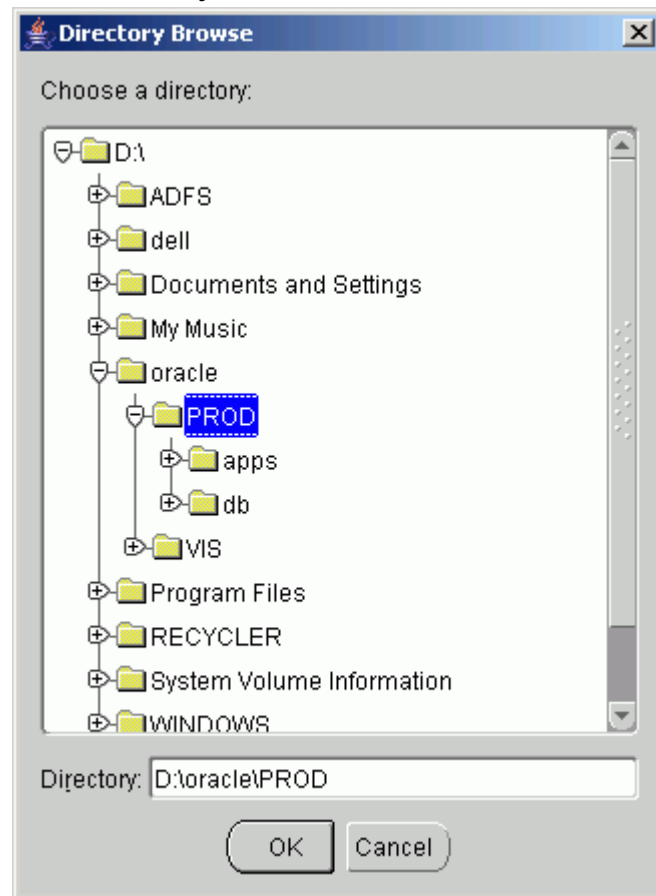 Directory Browse
Choose a directory:
D:\
ADFS
dell
Documents and Settings
My Music
oracle
PROD
apps
db
VIS
Program Files
RECYCLER
System Volume Information
WINDOWS
Directory: D:\oracle\PROD
OK Cancel